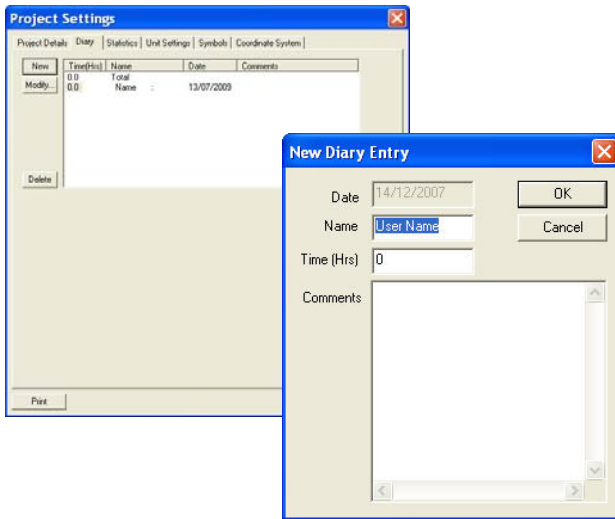 Project Settings
Project Details Diary Statistics Unit Settings Symbols Coordinate System
New Time(Hrs) Name Date Comments
0.0 Total
Modify... 0.0 Name : 13/07/2009
Delete
Print
New Diary Entry
Date 14/12/2007 OK
Name User Name Cancel
Time (Hrs) 0
Comments